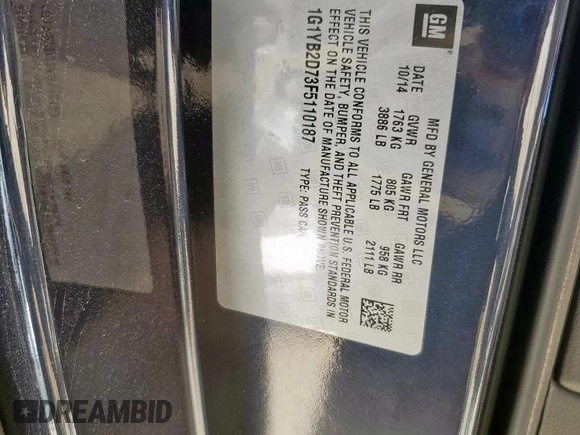 GM
MFD BY GENERAL MOTORS LLC
DATE GVWR GAWR FRT GAWR RR
10/14 1763 KG 805 KG 958 KG
3886 LB 1775 LB 2111 LB
THIS VEHICLE CONFORMS TO ALL APPLICABLE U.S. FEDERAL MOTOR
VEHICLE SAFETY, BUMPER, AND THEFT PREVENTION STANDARDS IN
EFFECT ON THE DATE OF MANUFACTURE SHOWN ABOVE.
1G1YB2D73F5110187 TYPE: PASS CAR
DREAMBID